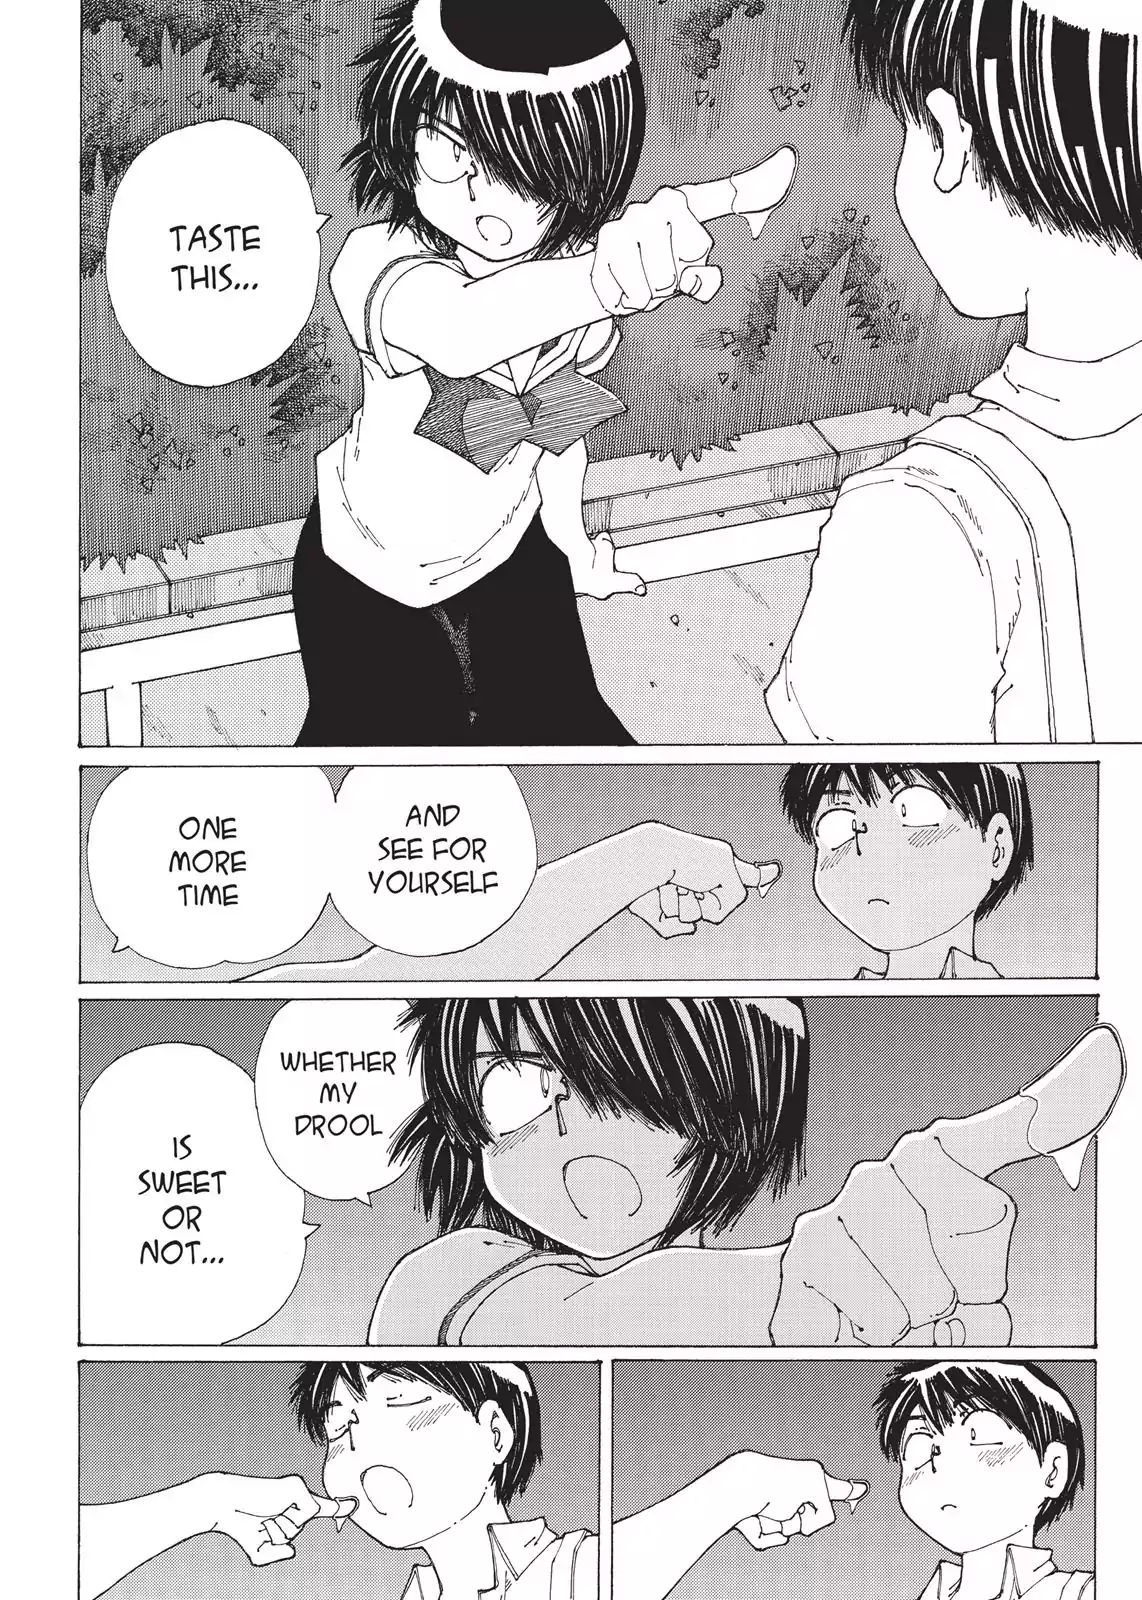 TASTE
THIS...
AND
SEE FOR
YOURSELF
ONE
MORE
TIME
WHETHER
MY
DROOL
IS
SWEET
OR
NOT...